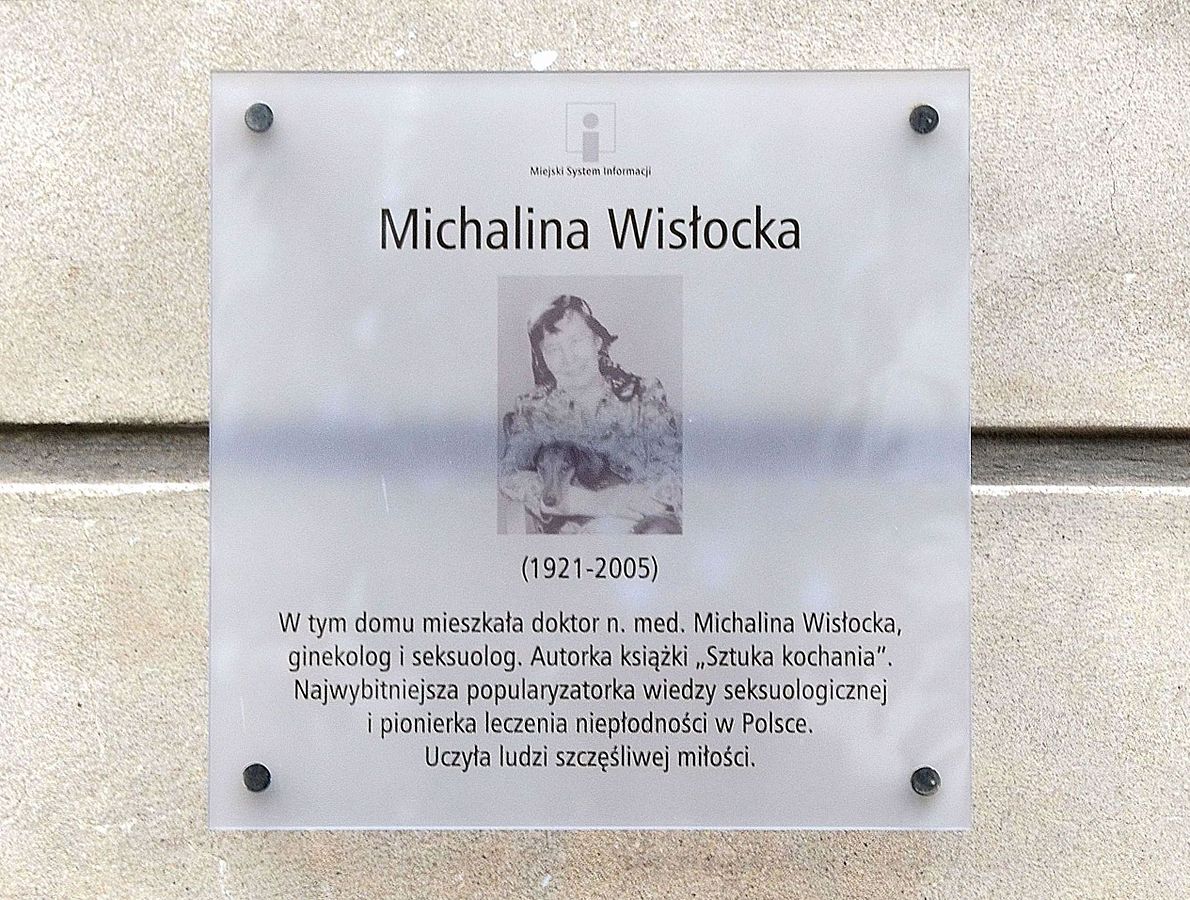 Miejski System Informacji
Michalina Wisłocka
(1921-2005)
W tym domu mieszkała doktor n. med. Michalina Wisłocka,
ginekolog i seksuolog. Autorka książki „Sztuka kochania”.
Najwybitniejsza popularyzatorka wiedzy seksuologicznej
i pionierka leczenia niepłodności w Polsce.
Uczyła ludzi szczęśliwej miłości.